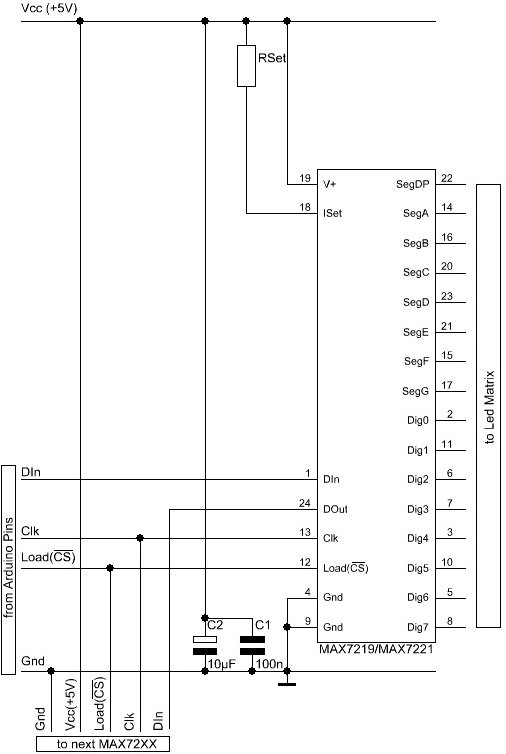 Vcc (+5V)
RSet
19 V+ SegDP 22
18 ISet SegA 14
SegB 16
SegC 20
SegD 23
SegE 21
SegF 15
SegG 17
Dig0 2
Dig1 11
DIn 1 DIn Dig2 6
24 DOut Dig3 7
Clk 13 Clk Dig4 3
Load(CS) 12 Load(CS) Dig5 10
4 Gnd Dig6 5
9 Gnd Dig7 8
to Led Matrix
from Arduino Pins
C2 C1
MAX7219/MAX7221
Gnd 10µF 100n
Gnd
Vcc(+5V)
Load(CS)
Clk
DIn
to next MAX72XX